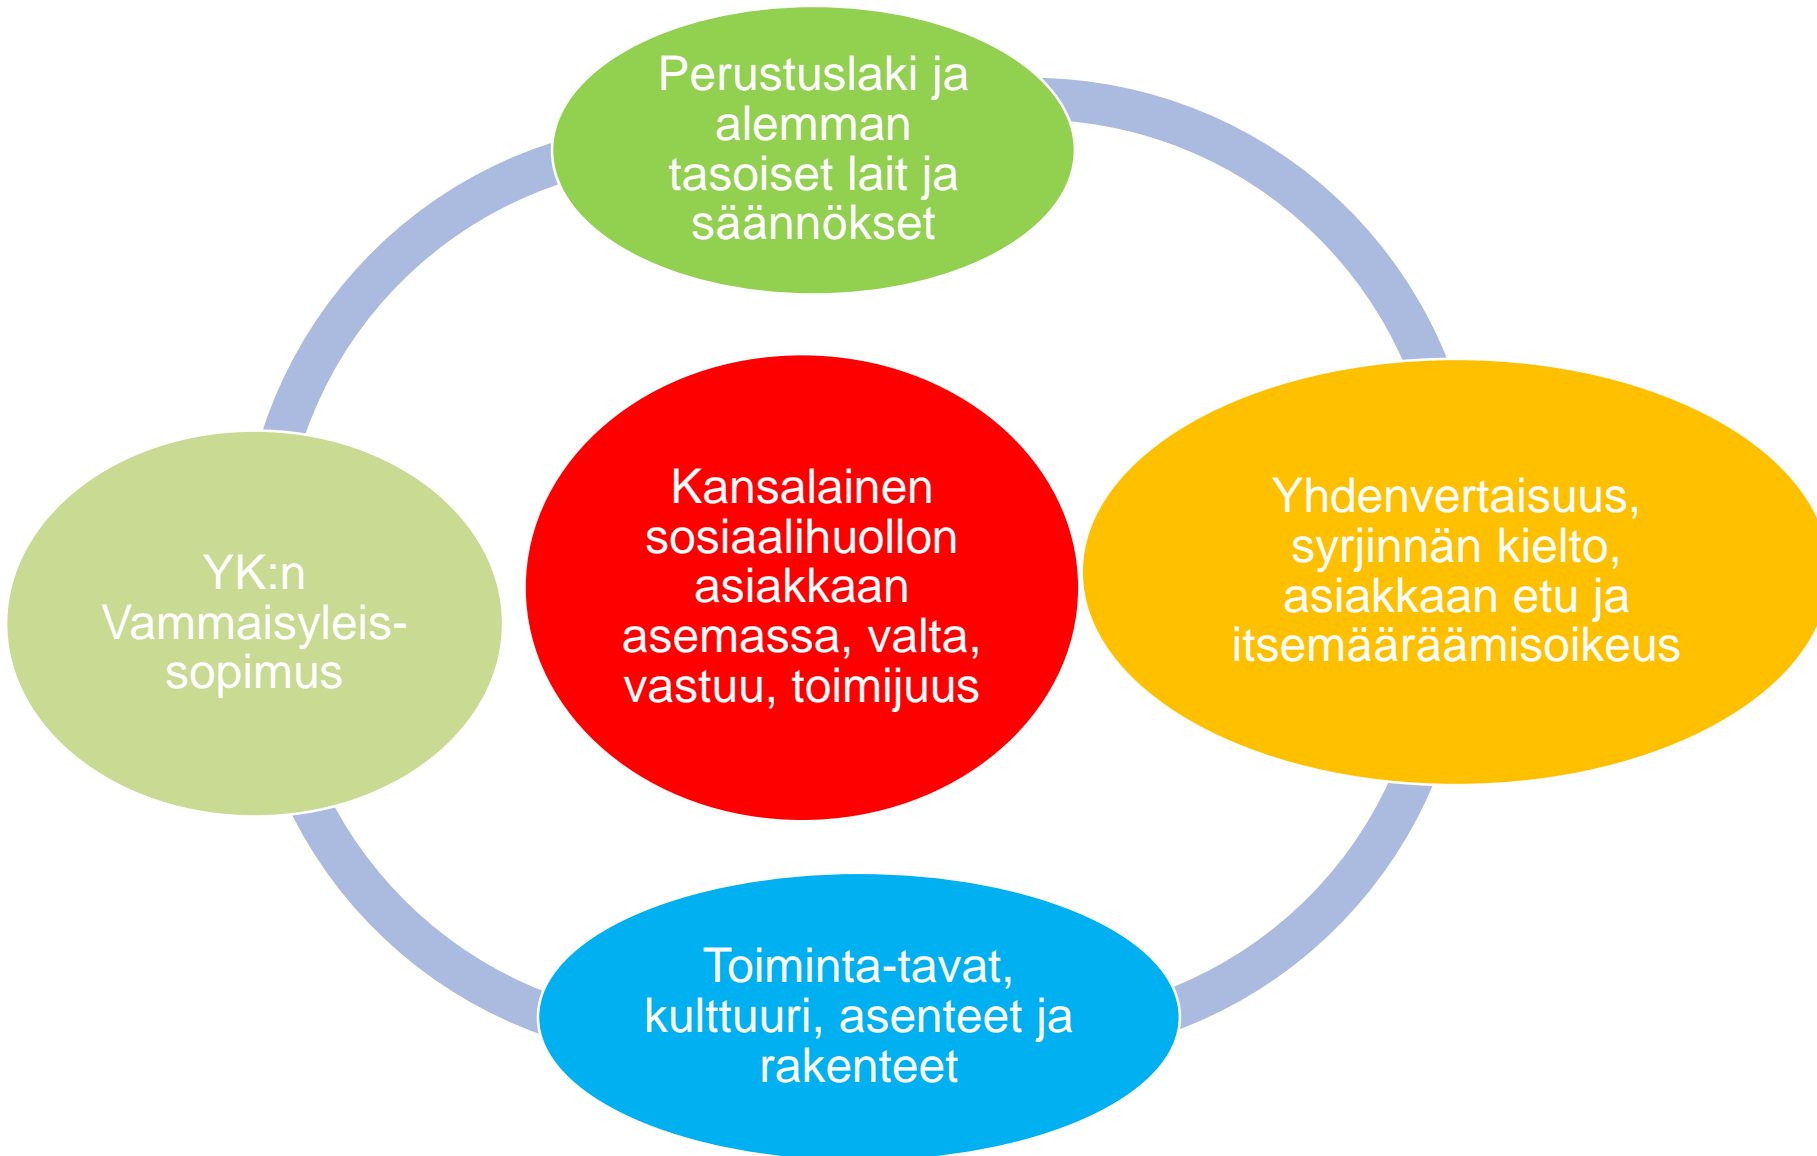 Perustuslaki ja
alemman
tasoiset lait ja
säännökset
YK:n
Vammaisyleis-
sopimus
Kansalainen
sosiaalihuollon
asiakkaan
asemassa, valta,
vastuu, toimijuus
Yhdenvertaisuus,
syrjinnän kielto,
asiakkaan etu ja
itsemääräämisoikeus
Toiminta-tavat,
kulttuuri, asenteet ja
rakenteet